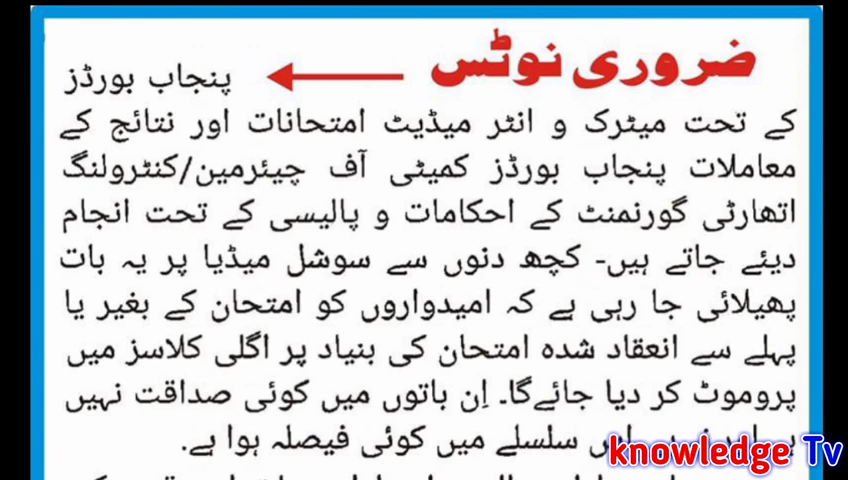 ضروری نوٹس ← پنجاب بورڈز
کے تحت میٹرک و انٹر میڈیٹ امتحانات اور نتائج کے
معاملات پنجاب بورڈز کمیٹی آف چیئرمین/کنٹرولنگ
اتھارٹی گورنمنٹ کے احکامات و پالیسی کے تحت انجام
دیئے جاتے ہیں۔ کچھ دنوں سے سوشل میڈیا پر یہ بات
پھیلائی جا رہی ہے کہ امیدواروں کو امتحان کے بغیر یا
پہلے سے انعقاد شدہ امتحان کی بنیاد پر اگلی کلاسز میں
پروموٹ کر دیا جائےگا۔ اِن باتوں میں کوئی صداقت نہیں
سلسلے میں کوئی فیصلہ ہوا ہے.
knowledge Tv